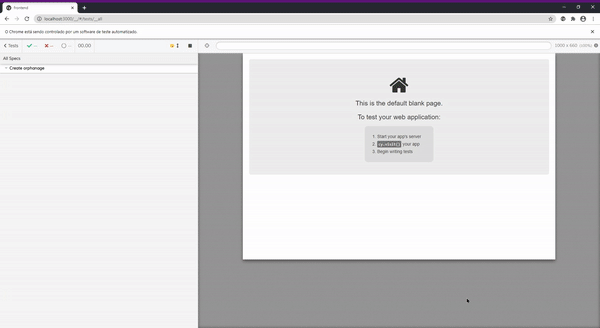 frontend
localhost:3000/__/#/tests/__all
O Chrome está sendo controlado por um software de teste automatizado.
< Tests
--
--
--
00.00
1000 x 660
All Specs
Create orphanage
This is the default blank page.
To test your web application:
1. Start your app's server
2. cy.visit() your app
3. Begin writing tests